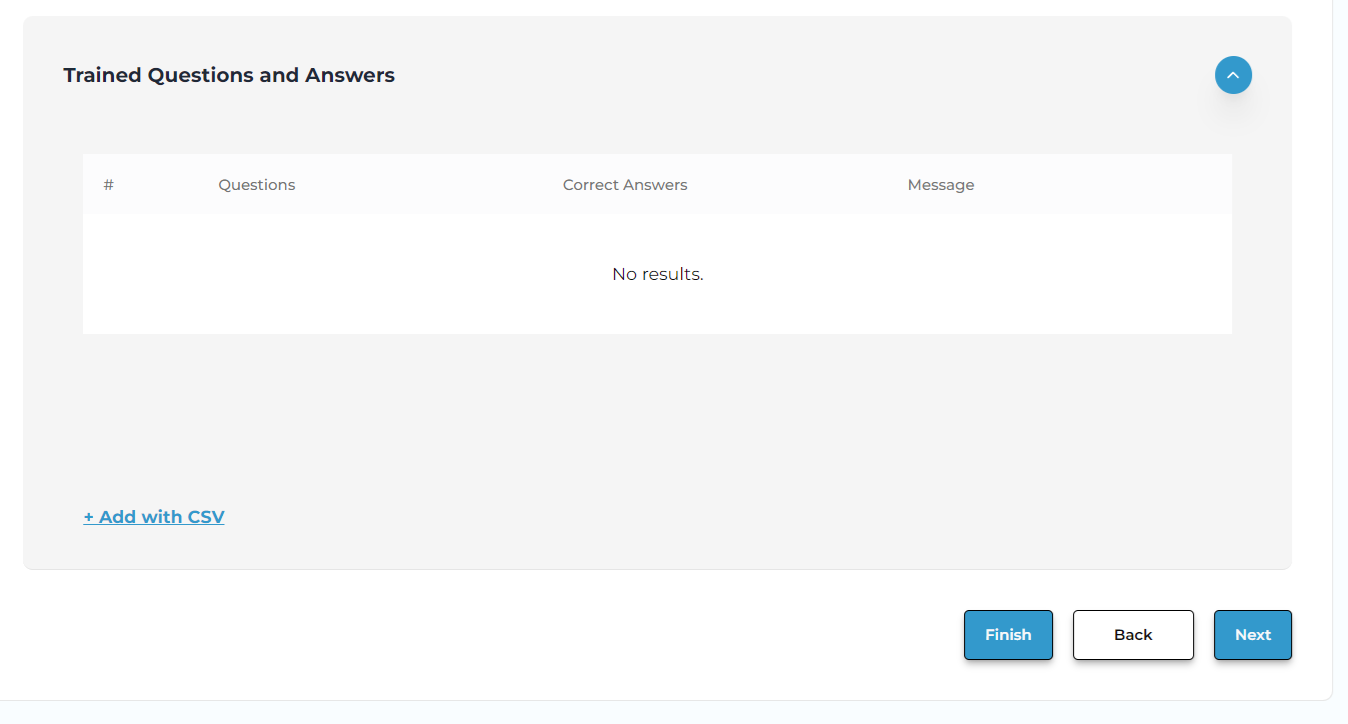 Trained Questions and Answers
# Questions Correct Answers Message
No results.
+ Add with CSV
Finish Back Next